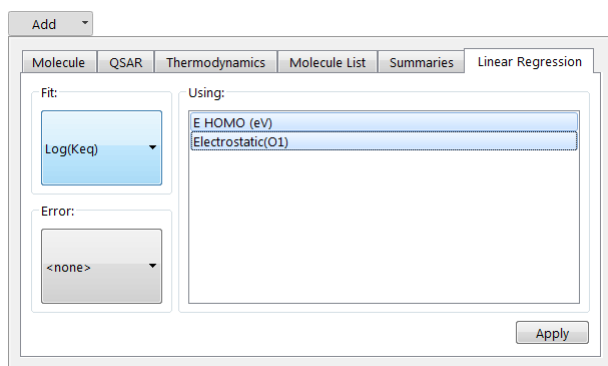 Add
Molecule QSAR Thermodynamics Molecule List Summaries Linear Regression
Fit:
Log(Keq)
Using:
E HOMO (eV)
Electrostatic(O1)
Error:
<none>
Apply